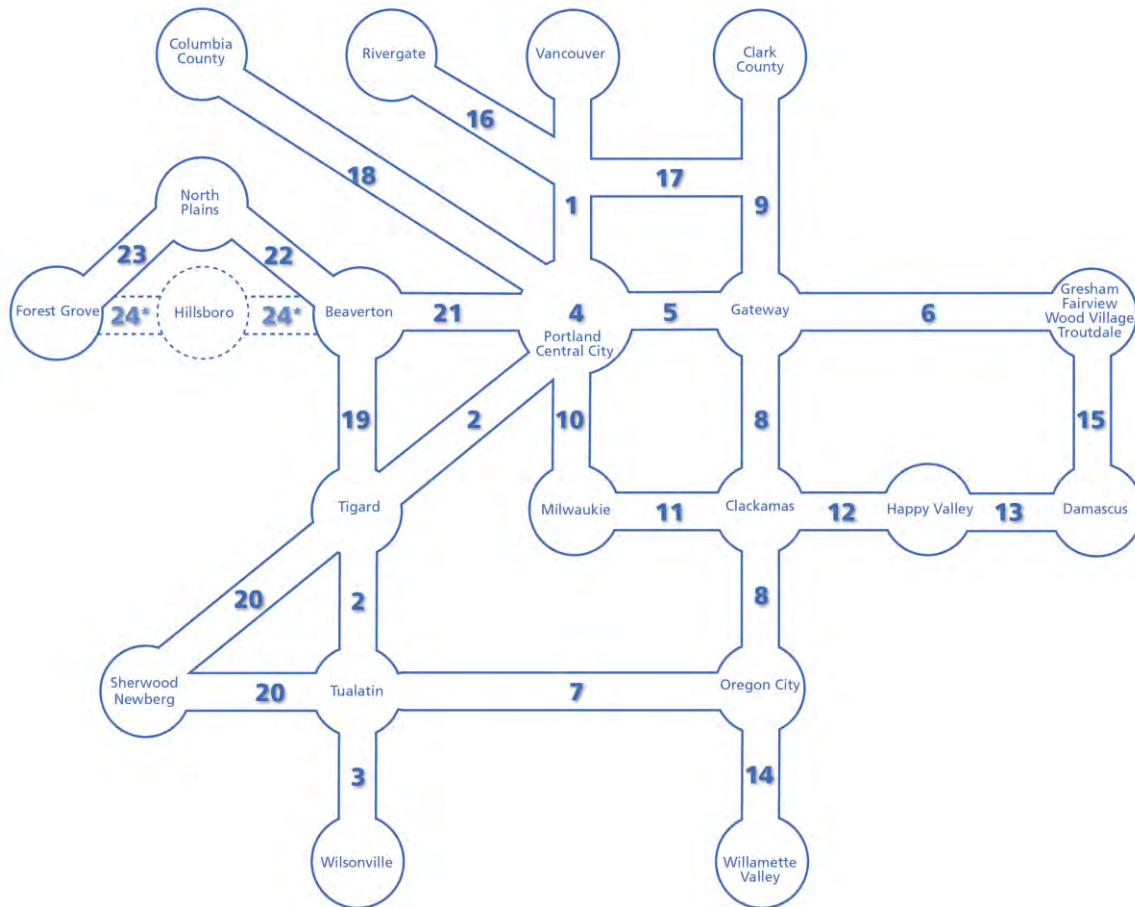 Columbia
County
Rivergate
Vancouver
Clark
County
16
18
17
North
Plains
1
9
23
22
Forest Grove
24*
Hillsboro
24*
Beaverton
21
4
Portland
Central City
5
Gateway
6
Gresham
Fairview
Wood Village
Troutdale
19
2
10
8
15
Tigard
Milwaukie
11
Clackamas
12
Happy Valley
13
Damascus
20
2
8
Sherwood
Newberg
20
Tualatin
7
Oregon City
3
14
Wilsonville
Willamette
Valley